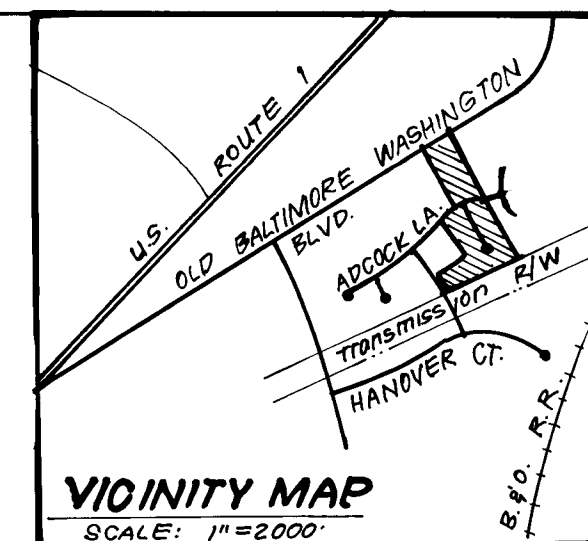 U.S. ROUTE 1
OLD BALTIMORE WASHINGTON
BLVD.
ADCOCK LA.
Transmission R/W
HANOVER CT.
B.&O. R.R.
VICINITY MAP
SCALE: 1"=2000'